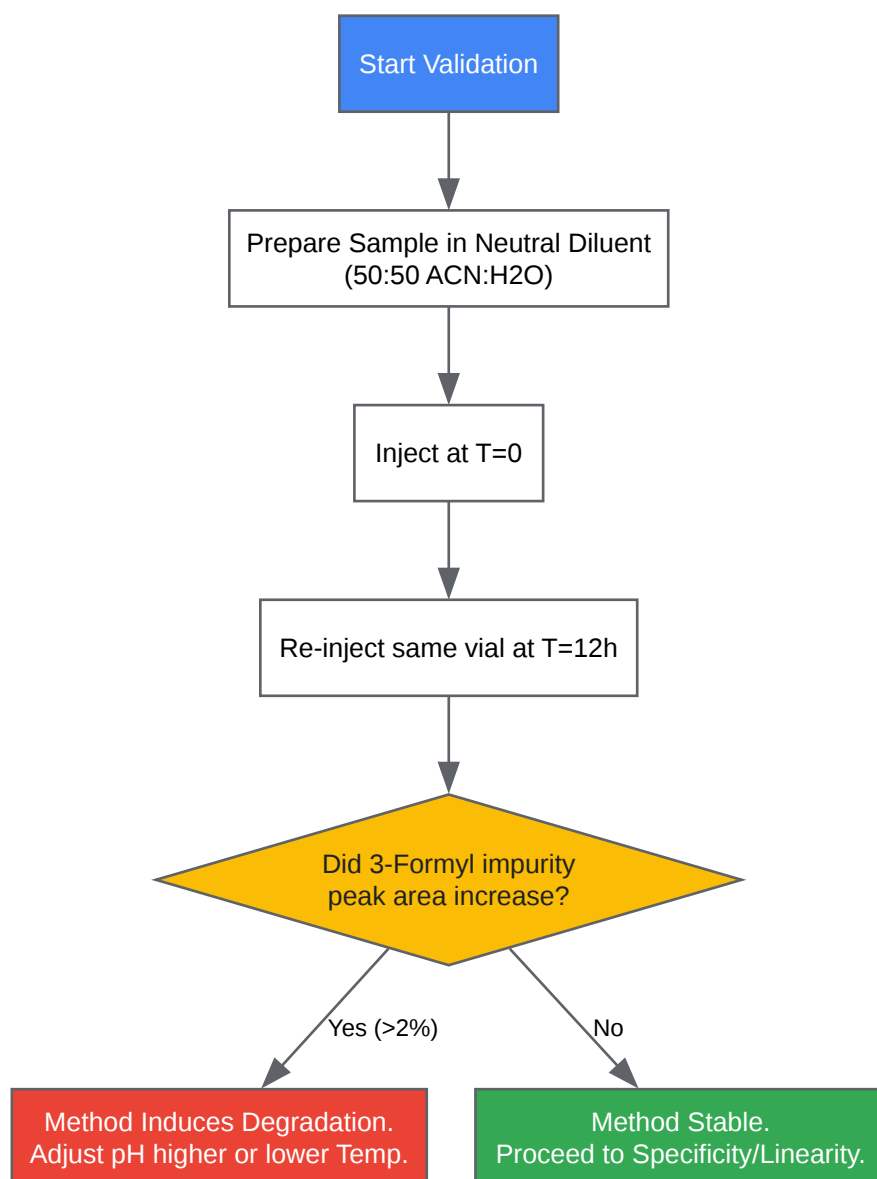 Start Validation
Prepare Sample in Neutral Diluent
(50:50 ACN:H2O)
Inject at T=0
Re-inject same vial at T=12h
Did 3-Formyl impurity
peak area increase?
Yes (>2%)
No
Method Induces Degradation.
Adjust pH higher or lower Temp.
Method Stable.
Proceed to Specificity/Linearity.